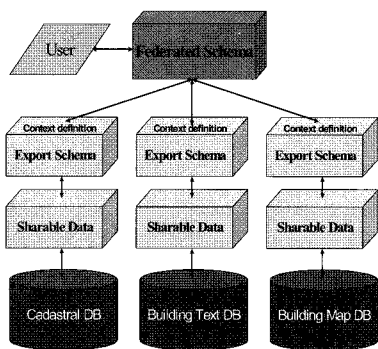 User
Federated Schema
Context definition
Export Schema
Context definition
Export Schema
Context definition
Export Schema
Sharable Data
Sharable Data
Sharable Data
Cadastral DB
Building Text DB
Building Map DB